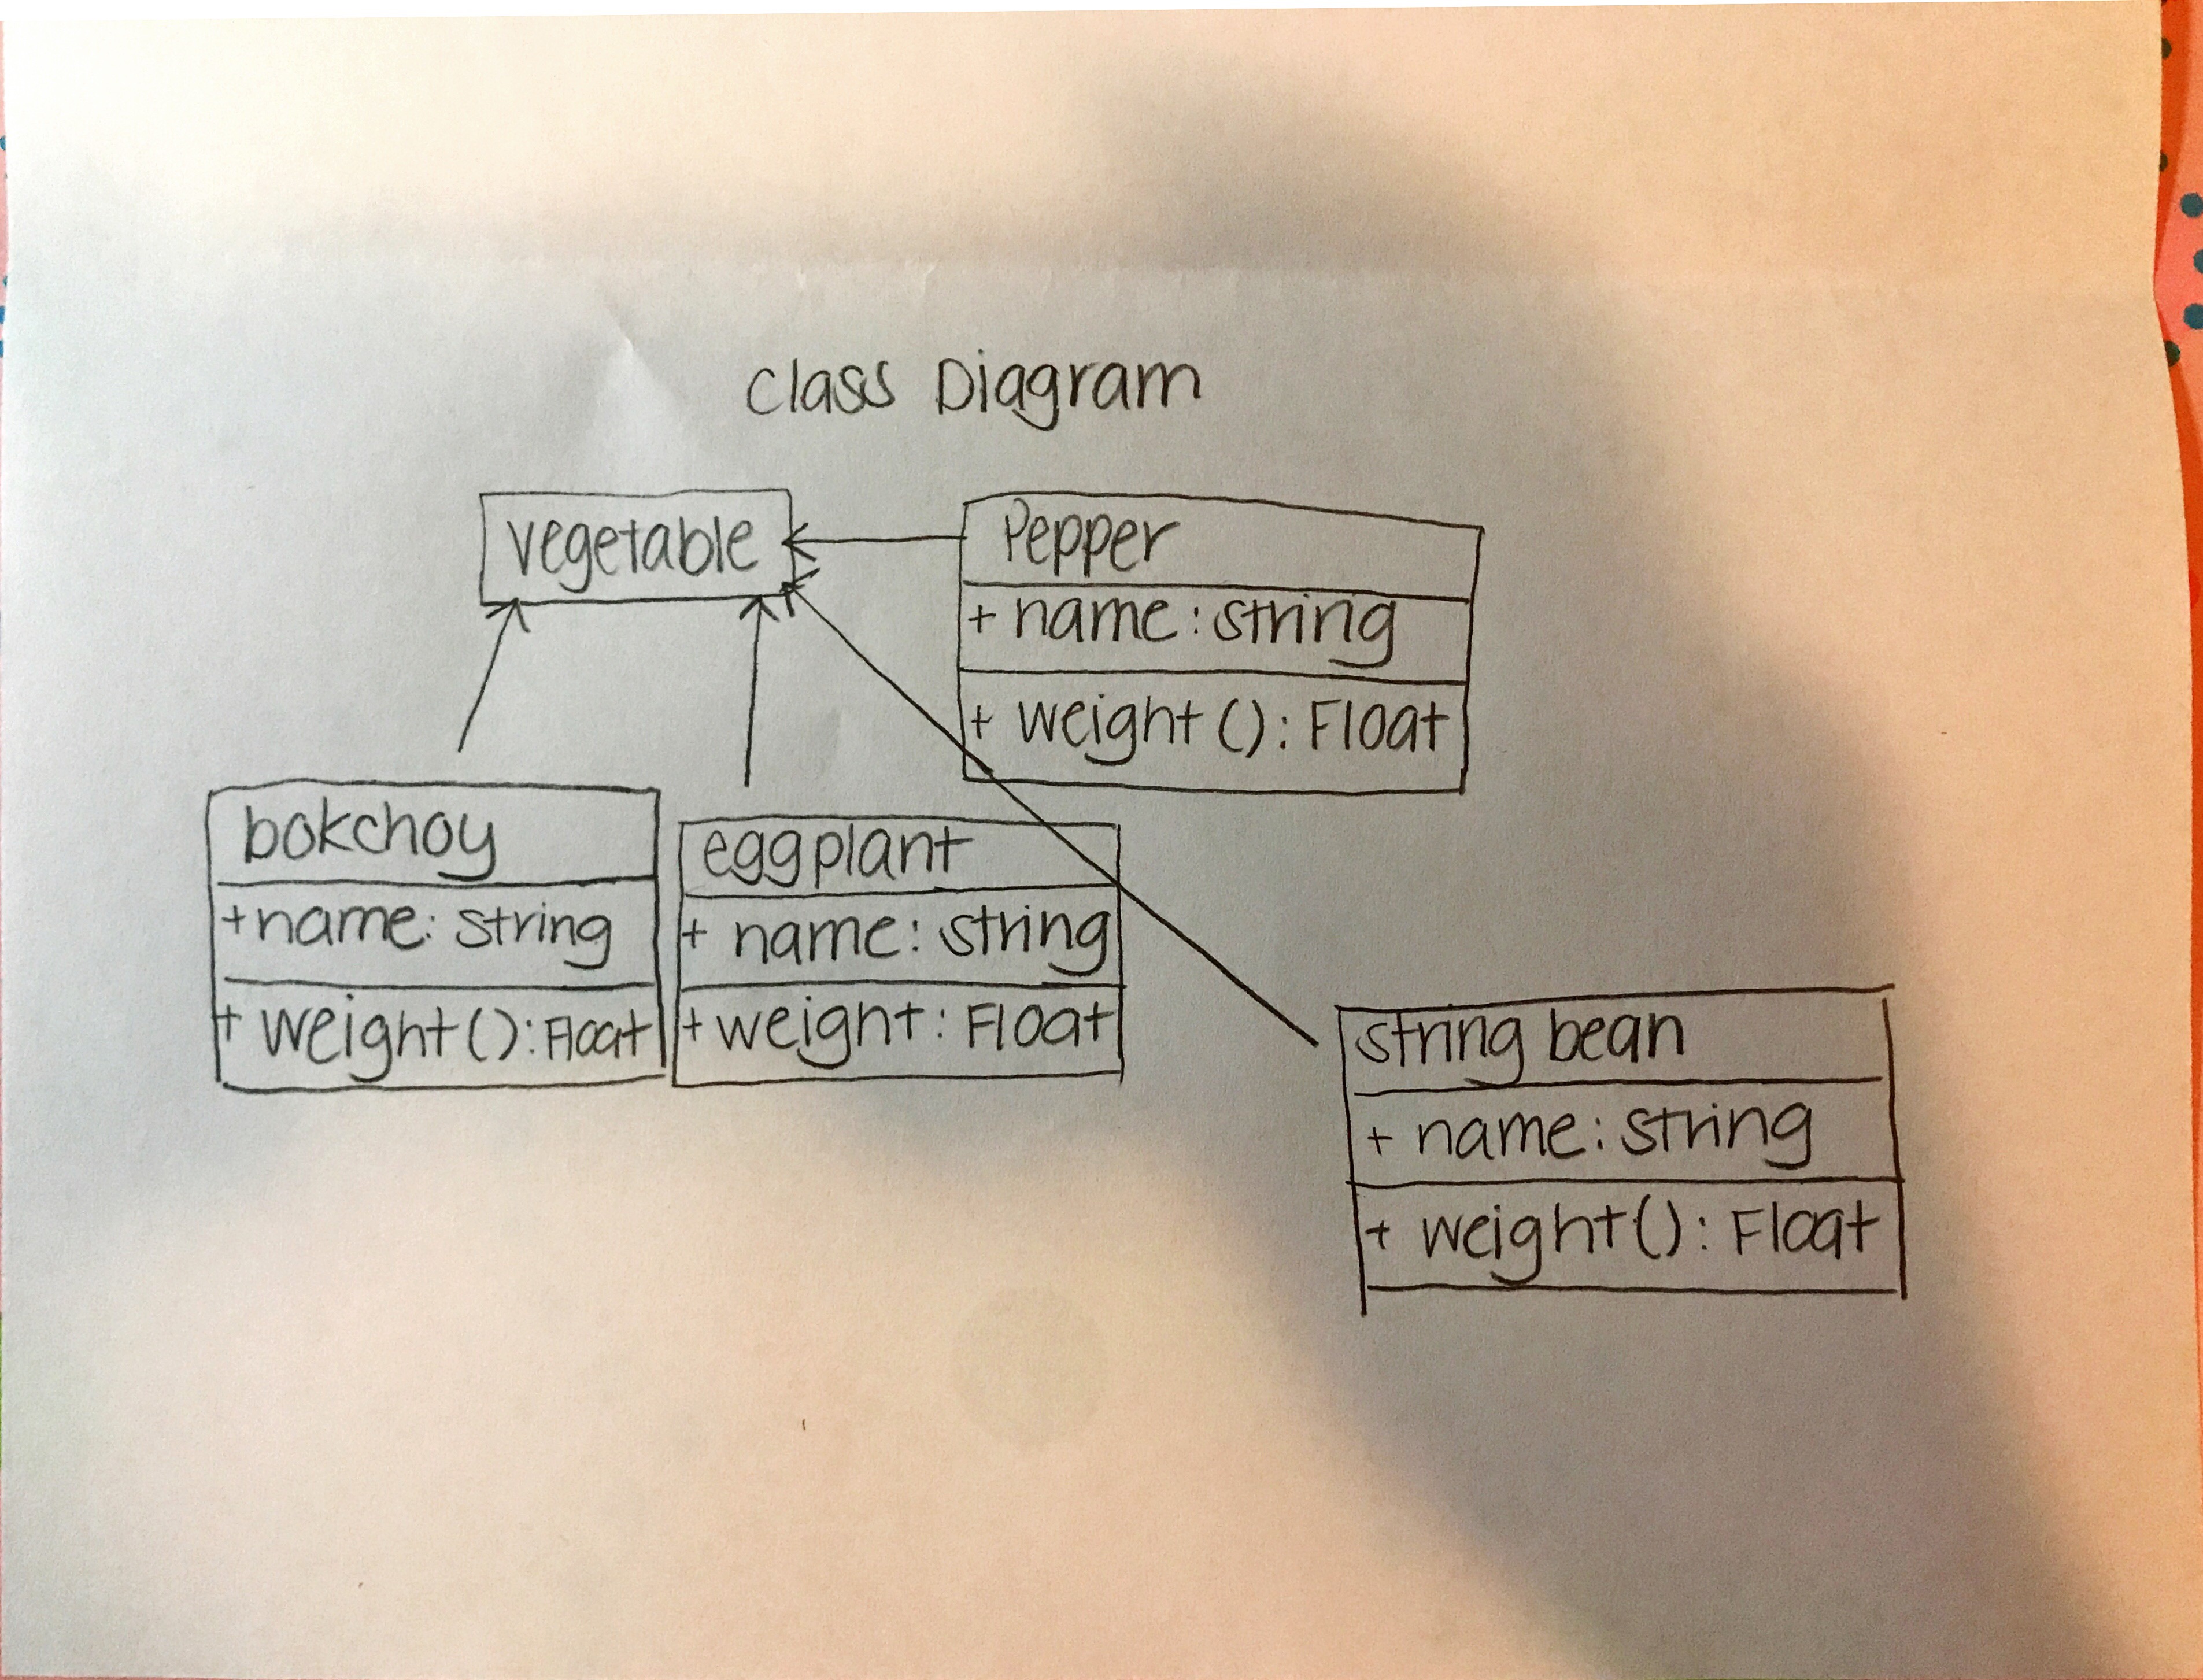 Class Diagram
vegetable
Pepper
+ name: string
+ weight(): Float
bokchoy
+name: string
+ weight(): Float
eggplant
+ name: string
+ weight: Float
string bean
+ name: string
+ weight(): Float